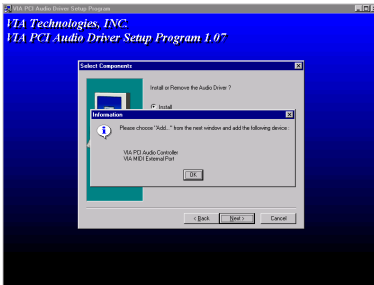 VIA PCI Audio Driver Setup Program
VIA Technologies, INC.
VIA PCI Audio Driver Setup Program 1.07
Select Components
Install or Remove the Audio Driver ?
Install
Information
Please choose "Add..." from the next window and add the following device :
VIA PCI Audio Controller
VIA MIDI External Port
OK
< Back
Next >
Cancel